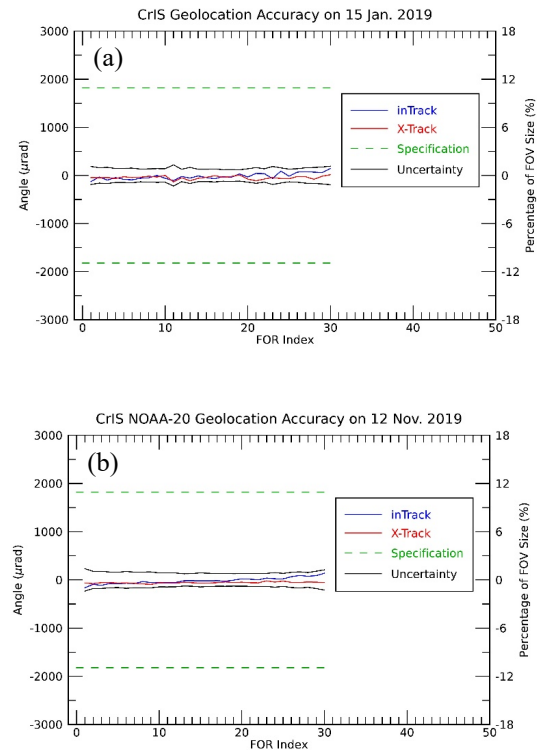 CrIS Geolocation Accuracy on 15 Jan. 2019
(a)
3000
2000
1000
0
-1000
-2000
-3000
Angle (μrad)
18
12
6
0
-6
-12
-18
Percentage of FOV Size (%)
inTrack
X-Track
Specification
Uncertainty
0 10 20 30 40 50
FOR Index
CrIS NOAA-20 Geolocation Accuracy on 12 Nov. 2019
(b)
3000
2000
1000
0
-1000
-2000
-3000
Angle (μrad)
18
12
6
0
-6
-12
-18
Percentage of FOV Size (%)
inTrack
X-Track
Specification
Uncertainty
0 10 20 30 40 50
FOR Index